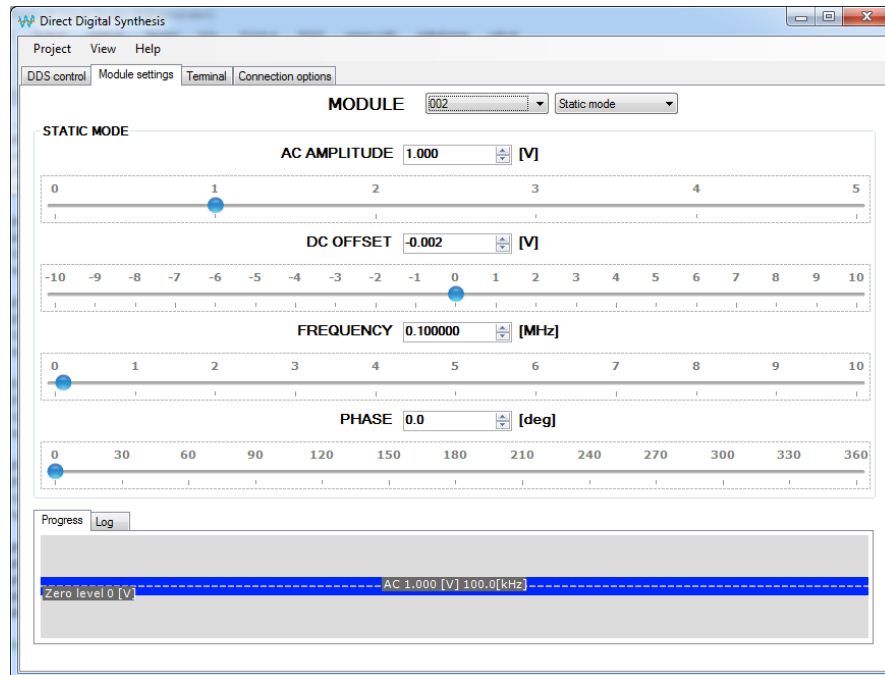 Direct Digital Synthesis
Project View Help
DDS control Module settings Terminal Connection options
MODULE 002 Static mode
STATIC MODE
AC AMPLITUDE 1.000 [V]
0 1 2 3 4 5
DC OFFSET -0.002 [V]
-10 -9 -8 -7 -6 -5 -4 -3 -2 -1 0 1 2 3 4 5 6 7 8 9 10
FREQUENCY 0.100000 [MHz]
0 1 2 3 4 5 6 7 8 9 10
PHASE 0.0 [deg]
0 30 60 90 120 150 180 210 240 270 300 330 360
Progress Log
AC 1.000 [V] 100.0[kHz]
Zero level 0 [V]